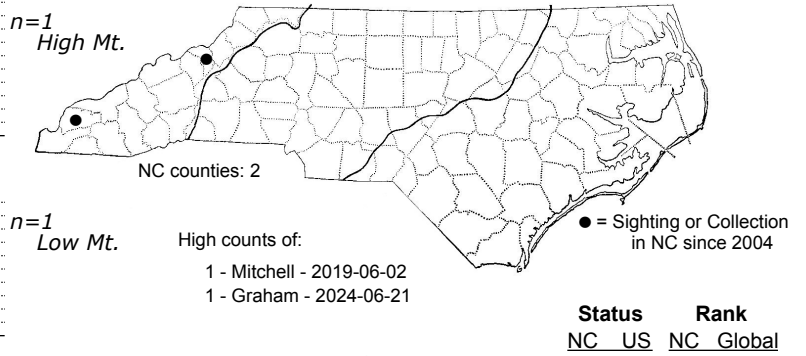 n=1
High Mt.
NC counties: 2
n=1
Low Mt.
High counts of:
1 - Mitchell - 2019-06-02
1 - Graham - 2024-06-21
● = Sighting or Collection
in NC since 2004
Status Rank
NC US NC Global